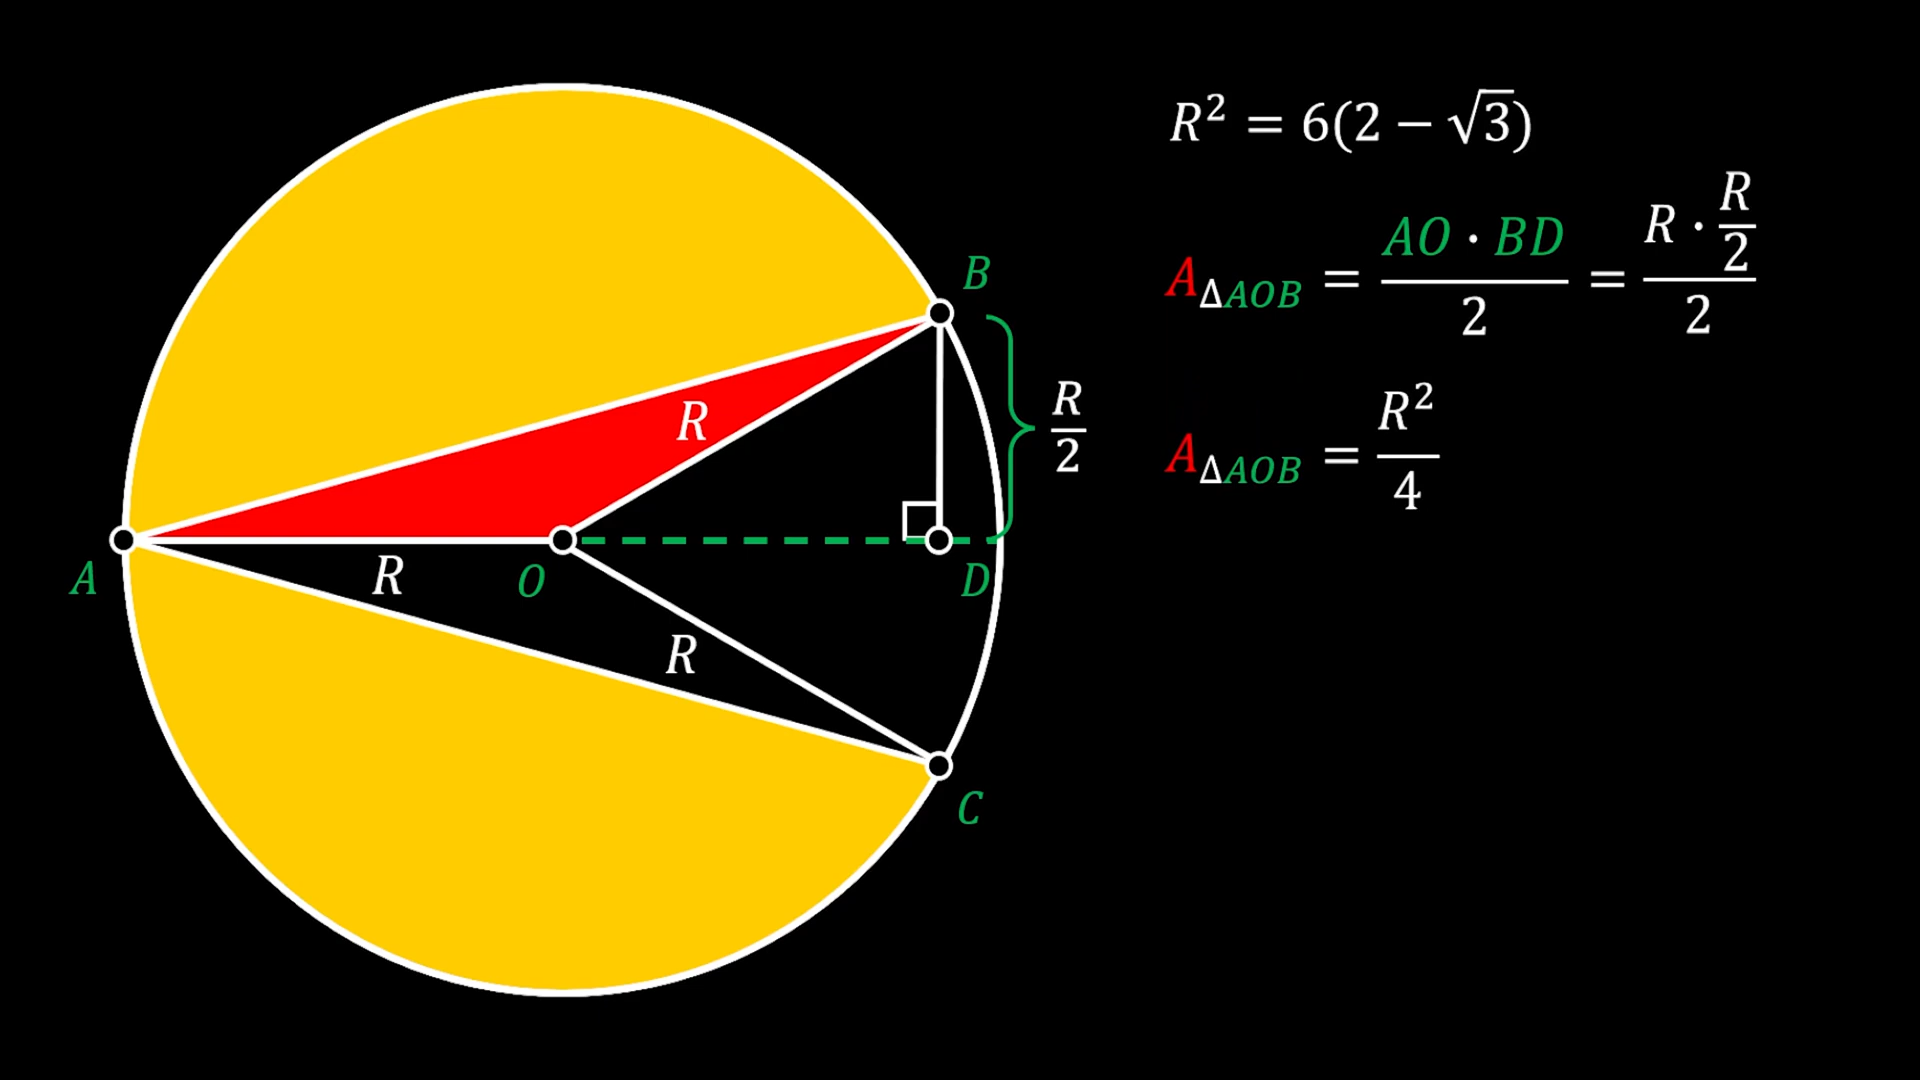 R² = 6(2 − √3)
A_ΔAOB = (AO · BD)/2 = (R · R/2)/2
A_ΔAOB = R²/4
B
R
R/2
A
R
O
D
R
C